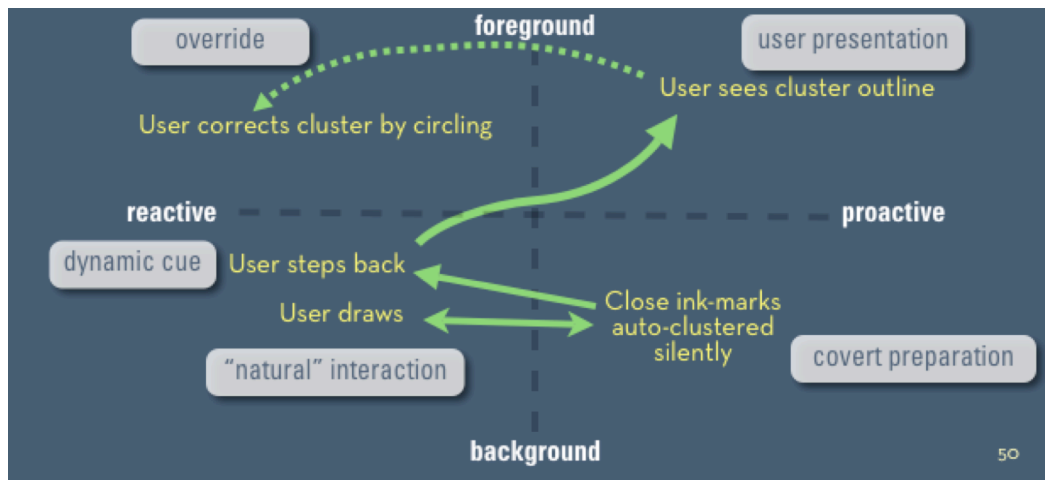 foreground
override
user presentation
User sees cluster outline
User corrects cluster by circling
reactive
proactive
dynamic cue
User steps back
User draws
Close ink-marks
auto-clustered
silently
"natural" interaction
covert preparation
background
50